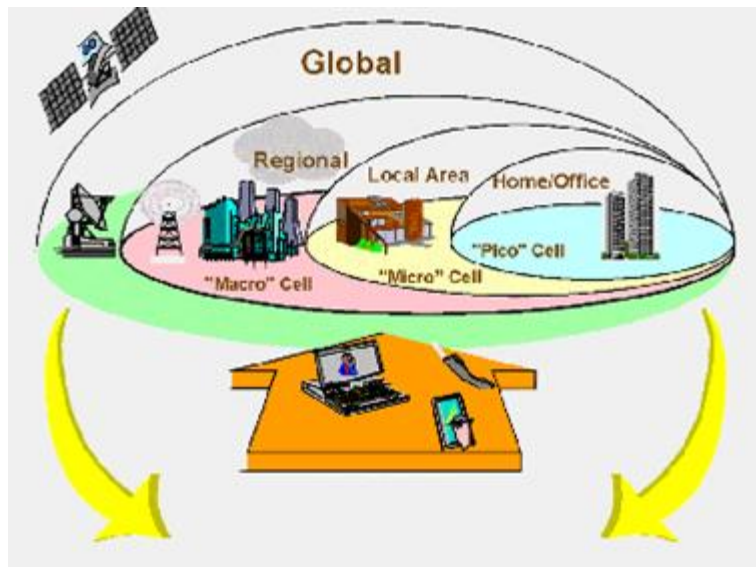 Global
Regional
Local Area
Home/Office
"Pico" Cell
"Micro" Cell
"Macro" Cell